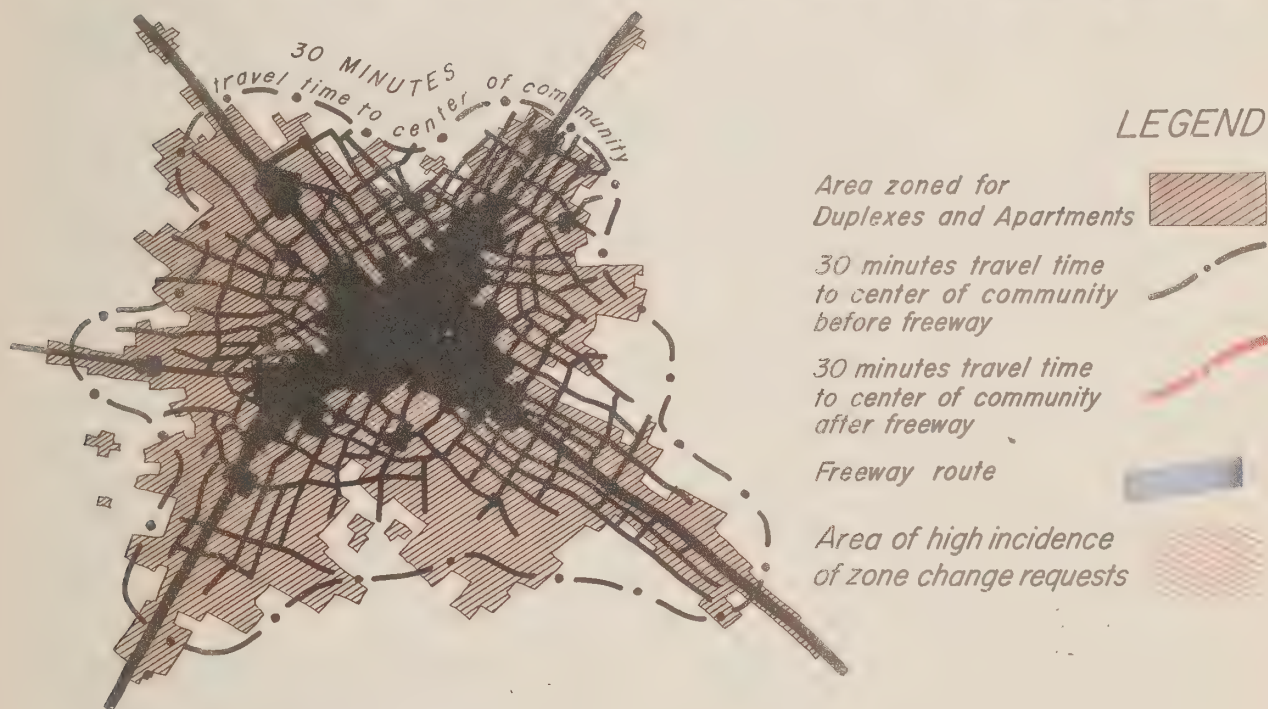 30 MINUTES
travel time to center of community
LEGEND
Area zoned for
Duplexes and Apartments
30 minutes travel time
to center of community
before freeway
30 minutes travel time
to center of community
after freeway
Freeway route
Area of high incidence
of zone change requests